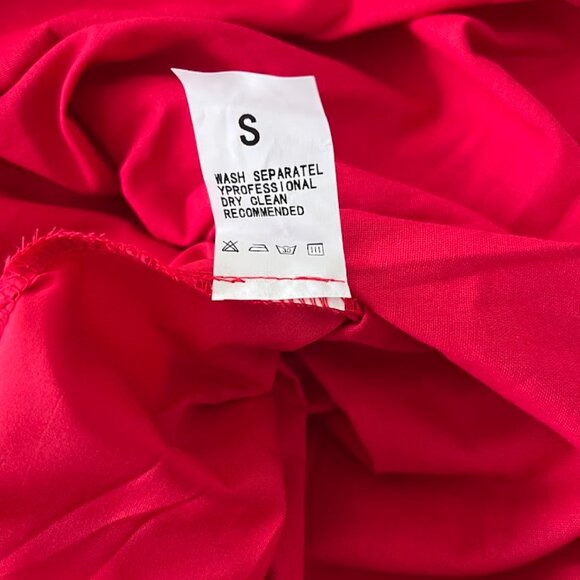 S
WASH SEPARATEL
YPROFESSIONAL
DRY CLEAN
RECOMMENDED